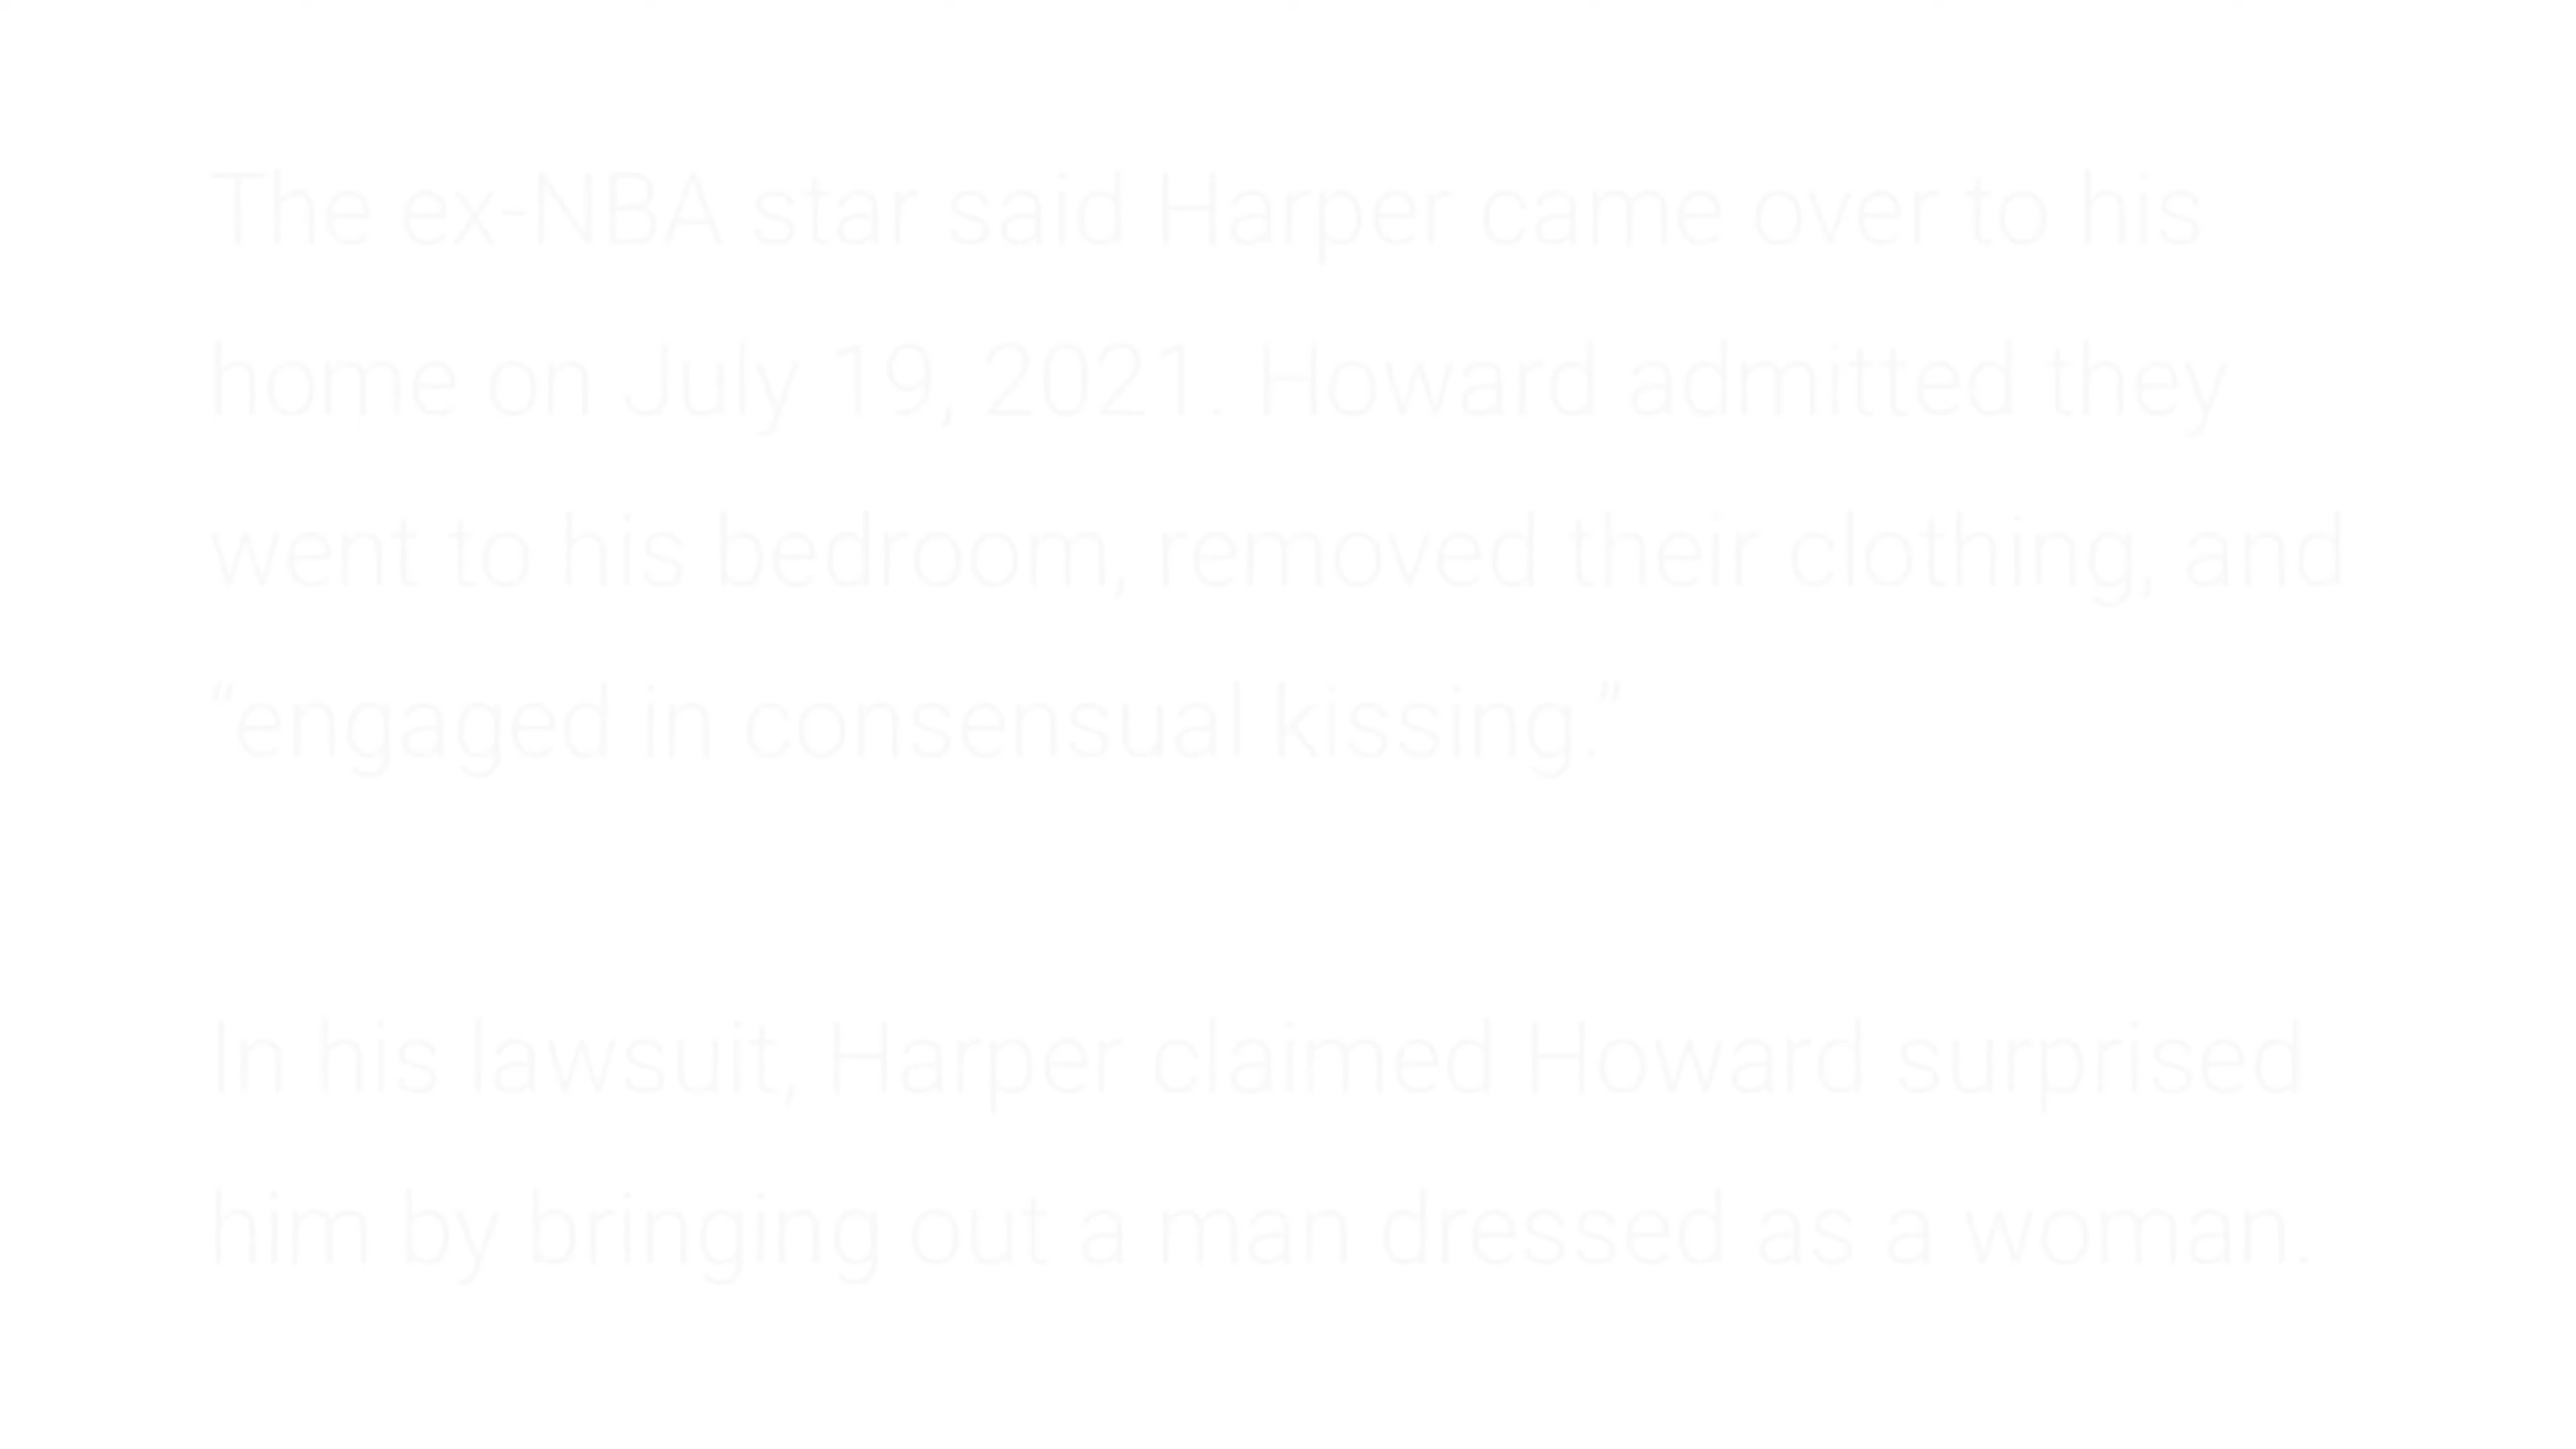 The ex-NBA star said Harper came over to his
home on July 19, 2021. Howard admitted they
went to his bedroom, removed their clothing, and
“engaged in consensual kissing.”
In his lawsuit, Harper claimed Howard surprised
him by bringing out a man dressed as a woman.